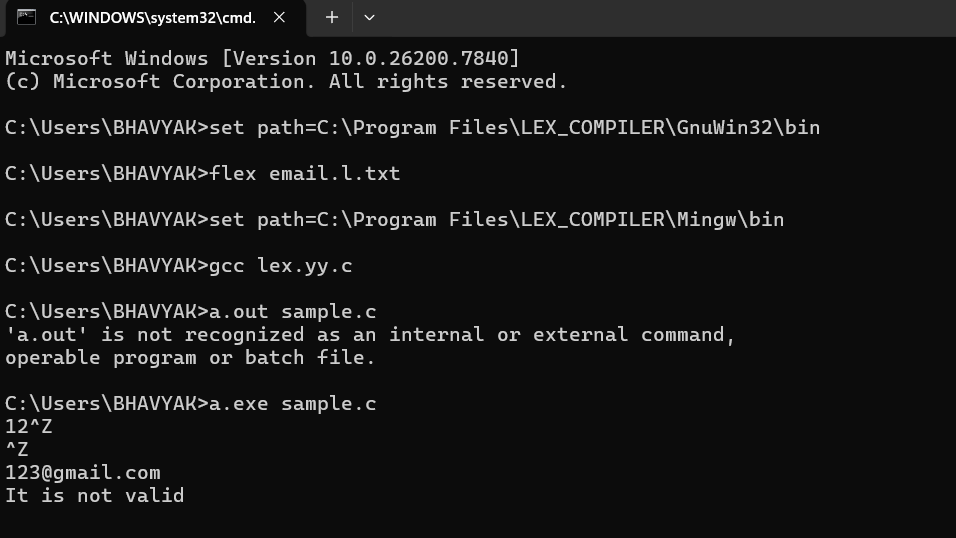 C:\WINDOWS\system32\cmd.
Microsoft Windows [Version 10.0.26200.7840]
(c) Microsoft Corporation. All rights reserved.
C:\Users\BHAVYAK>set path=C:\Program Files\LEX_COMPILER\GnuWin32\bin
C:\Users\BHAVYAK>flex email.l.txt
C:\Users\BHAVYAK>set path=C:\Program Files\LEX_COMPILER\Mingw\bin
C:\Users\BHAVYAK>gcc lex.yy.c
C:\Users\BHAVYAK>a.out sample.c
'a.out' is not recognized as an internal or external command,
operable program or batch file.
C:\Users\BHAVYAK>a.exe sample.c
12^Z
^Z
123@gmail.com
It is not valid